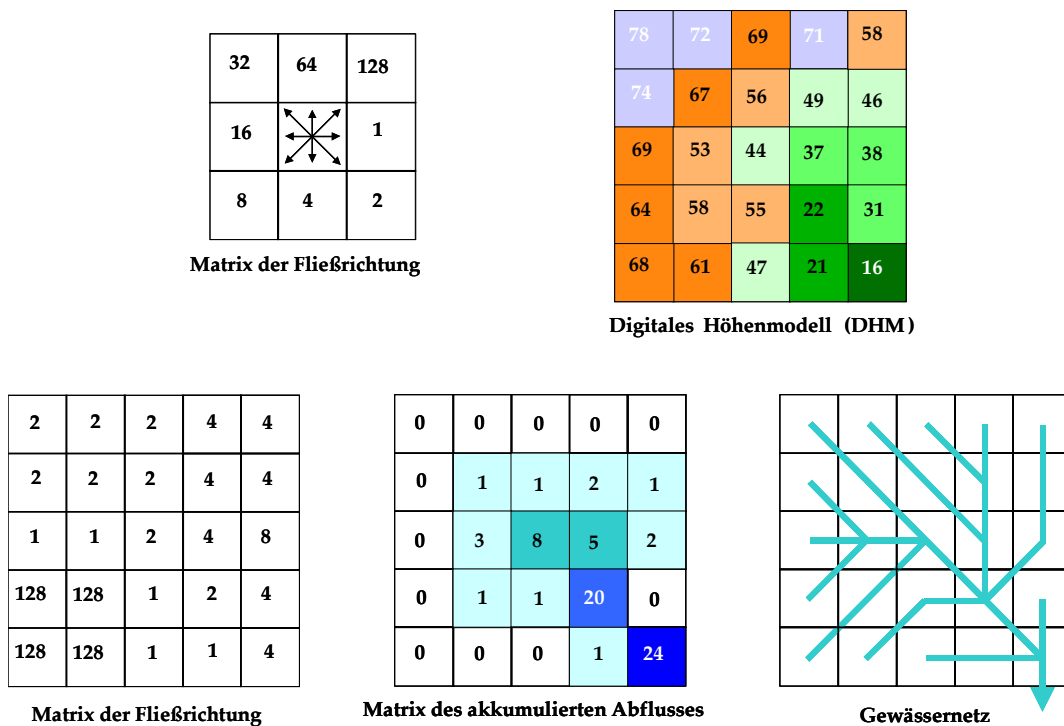 32 64 128
16 1
8 4 2
Matrix der Fließrichtung
78 72 69 71 58
74 67 56 49 46
69 53 44 37 38
64 58 55 22 31
68 61 47 21 16
Digitales Höhenmodell (DHM)
2 2 2 4 4
2 2 2 4 4
1 1 2 4 8
128 128 1 2 4
128 128 1 1 4
Matrix der Fließrichtung
0 0 0 0 0
0 1 1 2 1
0 3 8 5 2
0 1 1 20 0
0 0 0 1 24
Matrix des akkumulierten Abflusses
Gewässernetz